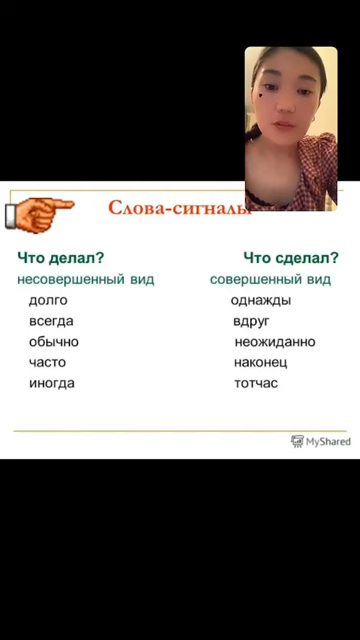 Слова-сигналы
Что делал? Что сделал?
несовершенный вид совершенный вид
долго однажды
всегда вдруг
обычно неожиданно
часто наконец
иногда тотчас
MyShared